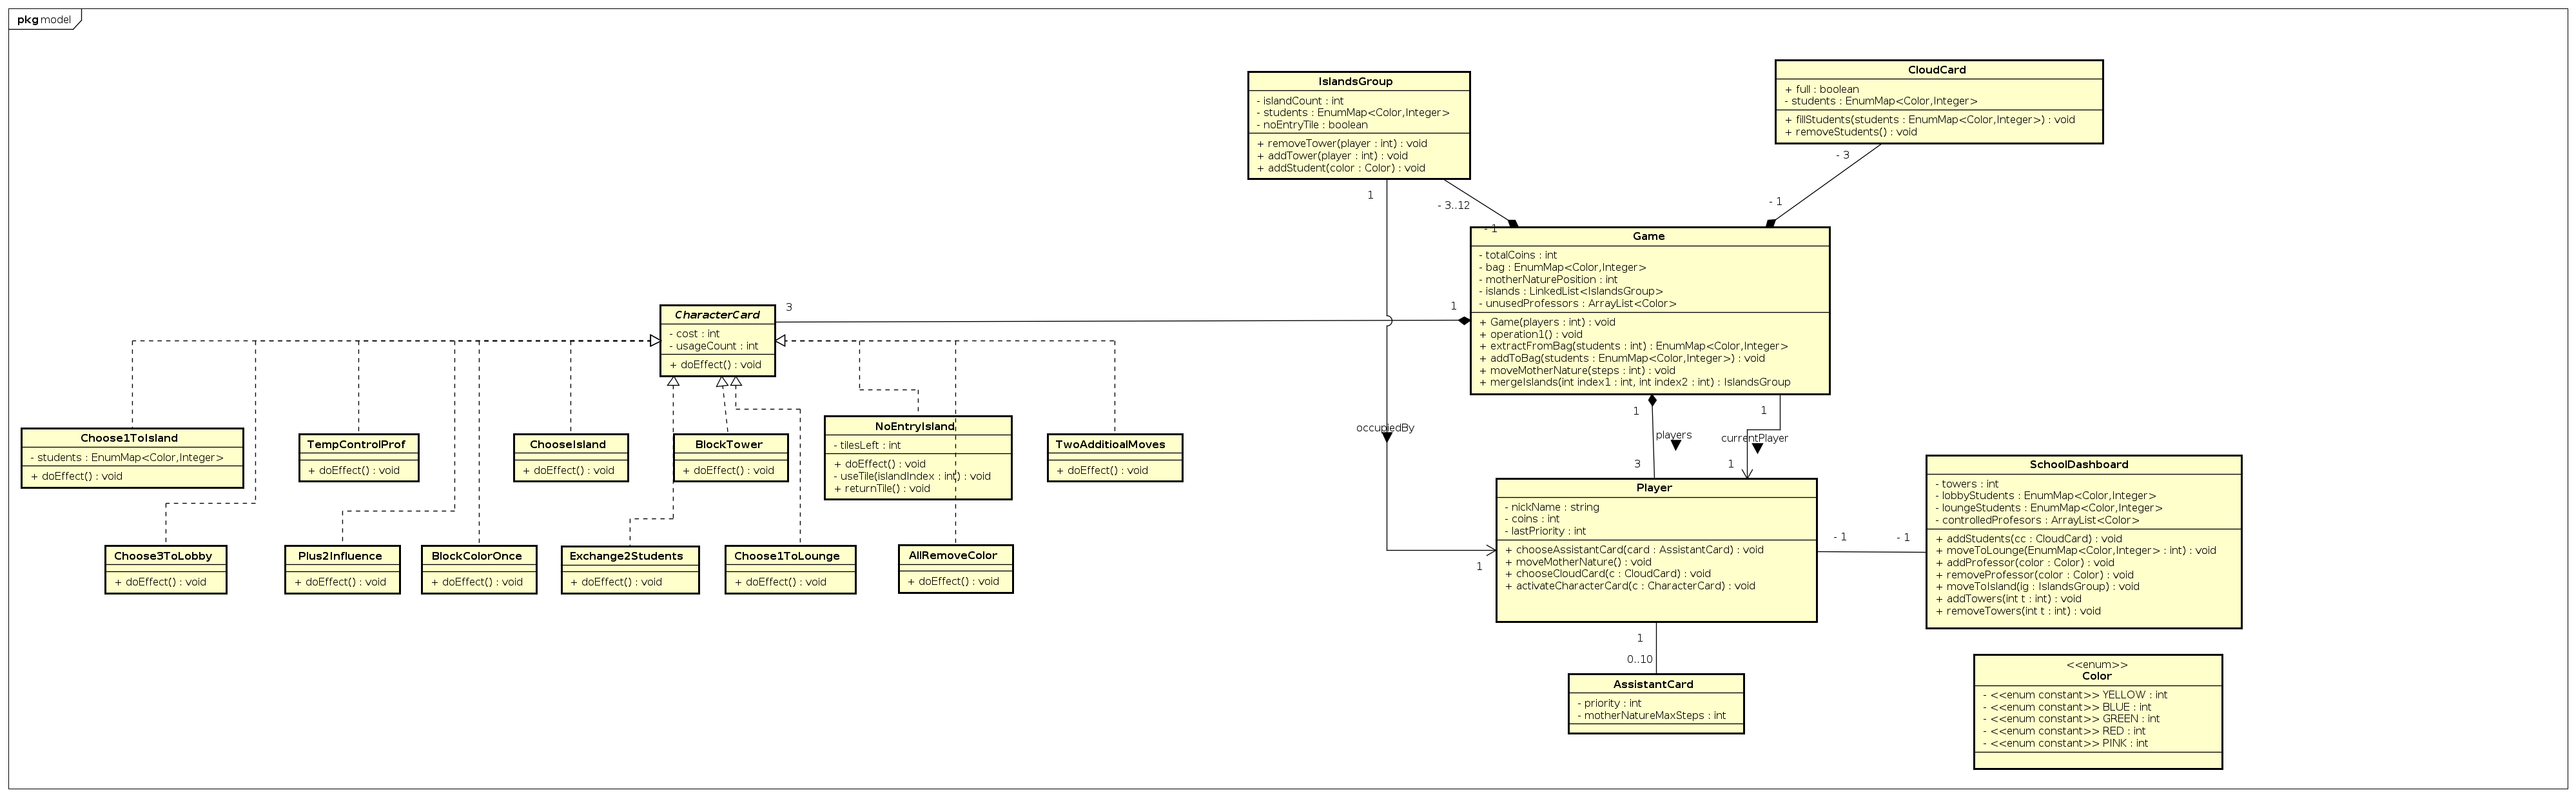 pkg model
IslandsGroup
- islandCount : int
- students : EnumMap<Color,Integer>
- noEntryTile : boolean
+ removeTower(player : int) : void
+ addTower(player : int) : void
+ addStudent(color : Color) : void
CloudCard
+ full : boolean
- students : EnumMap<Color,Integer>
+ fillStudents(students : EnumMap<Color,Integer>) : void
+ removeStudents() : void
1
- 3..12
- 1
- 3
- 1
Game
- totalCoins : int
- bag : EnumMap<Color,Integer>
- motherNaturePosition : int
- islands : LinkedList<IslandsGroup>
- unusedProfessors : ArrayList<Color>
+ Game(players : int) : void
+ operation1() : void
+ extractFromBag(students : int) : EnumMap<Color,Integer>
+ addToBag(students : EnumMap<Color,Integer>) : void
+ moveMotherNature(steps : int) : void
+ mergeIslands(int index1 : int, int index2 : int) : IslandsGroup
3
1
CharacterCard
- cost : int
- usageCount : int
+ doEffect() : void
Choose1ToIsland
- students : EnumMap<Color,Integer>
+ doEffect() : void
TempControlProf
+ doEffect() : void
ChooseIsland
+ doEffect() : void
BlockTower
+ doEffect() : void
NoEntryIsland
- tilesLeft : int
+ doEffect() : void
- useTile(islandIndex : int) : void
+ returnTile() : void
TwoAdditioalMoves
+ doEffect() : void
Choose3ToLobby
+ doEffect() : void
Plus2Influence
+ doEffect() : void
BlockColorOnce
+ doEffect() : void
Exchange2Students
+ doEffect() : void
Choose1ToLounge
+ doEffect() : void
AllRemoveColor
+ doEffect() : void
occupiedBy
1
1
players
3
1
currentPlayer
1
Player
- nickName : string
- coins : int
- lastPriority : int
+ chooseAssistantCard(card : AssistantCard) : void
+ moveMotherNature() : void
+ chooseCloudCard(c : CloudCard) : void
+ activateCharacterCard(c : CharacterCard) : void
- 1
- 1
SchoolDashboard
- towers : int
- lobbyStudents : EnumMap<Color,Integer>
- loungeStudents : EnumMap<Color,Integer>
- controlledProfesors : ArrayList<Color>
+ addStudents(cc : CloudCard) : void
+ moveToLounge(EnumMap<Color,Integer> : int) : void
+ addProfessor(color : Color) : void
+ removeProfessor(color : Color) : void
+ moveToIsland(ig : IslandsGroup) : void
+ addTowers(int t : int) : void
+ removeTowers(int t : int) : void
1
0..10
AssistantCard
- priority : int
- motherNatureMaxSteps : int
<<enum>>
Color
- <<enum constant>> YELLOW : int
- <<enum constant>> BLUE : int
- <<enum constant>> GREEN : int
- <<enum constant>> RED : int
- <<enum constant>> PINK : int